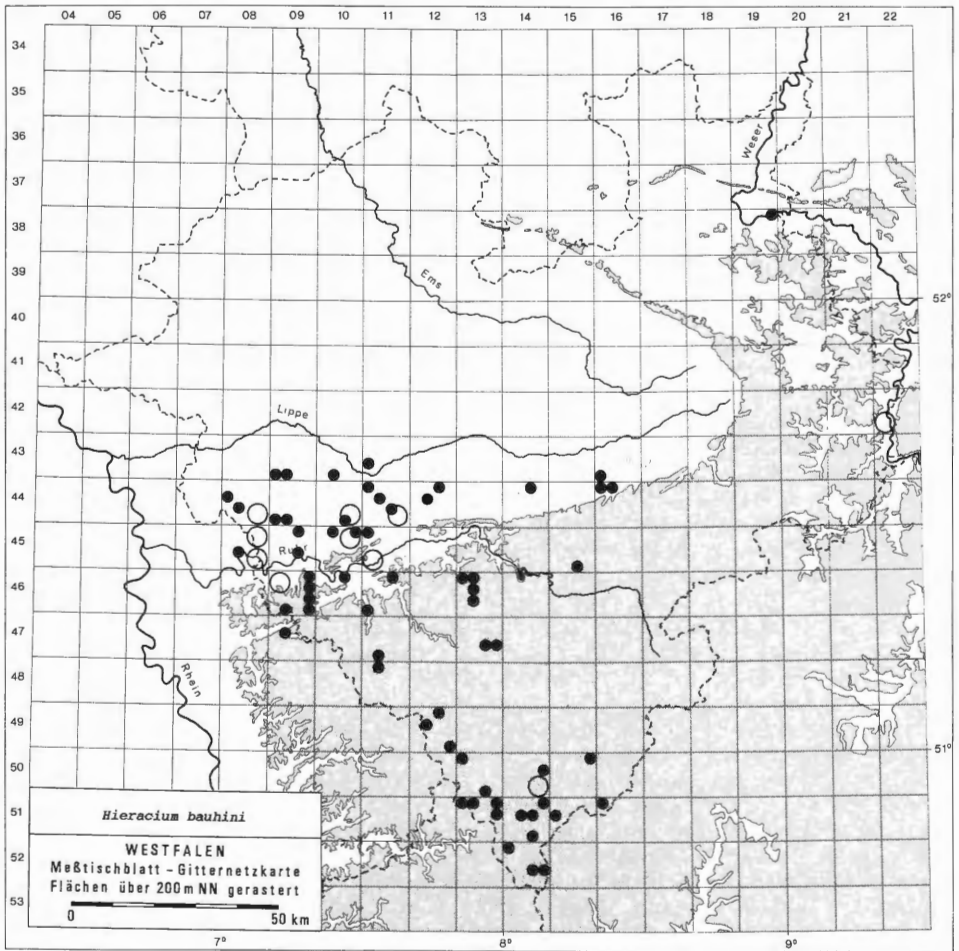 04 05 06 07 08 09 10 11 12 13 14 15 16 17 18 19 20 21 22
34
35
36
37
38
39
40
41
42
43
44
45
46
47
48
49
50
51
52
53
Weser
Ems
52°
Lippe
Ruhr
Rhein
51°
Hieracium bauhini
WESTFALEN
Meßtischblatt - Gitternetzkarte
Flächen über 200m NN gerastert
0 50 km
7° 8° 9°